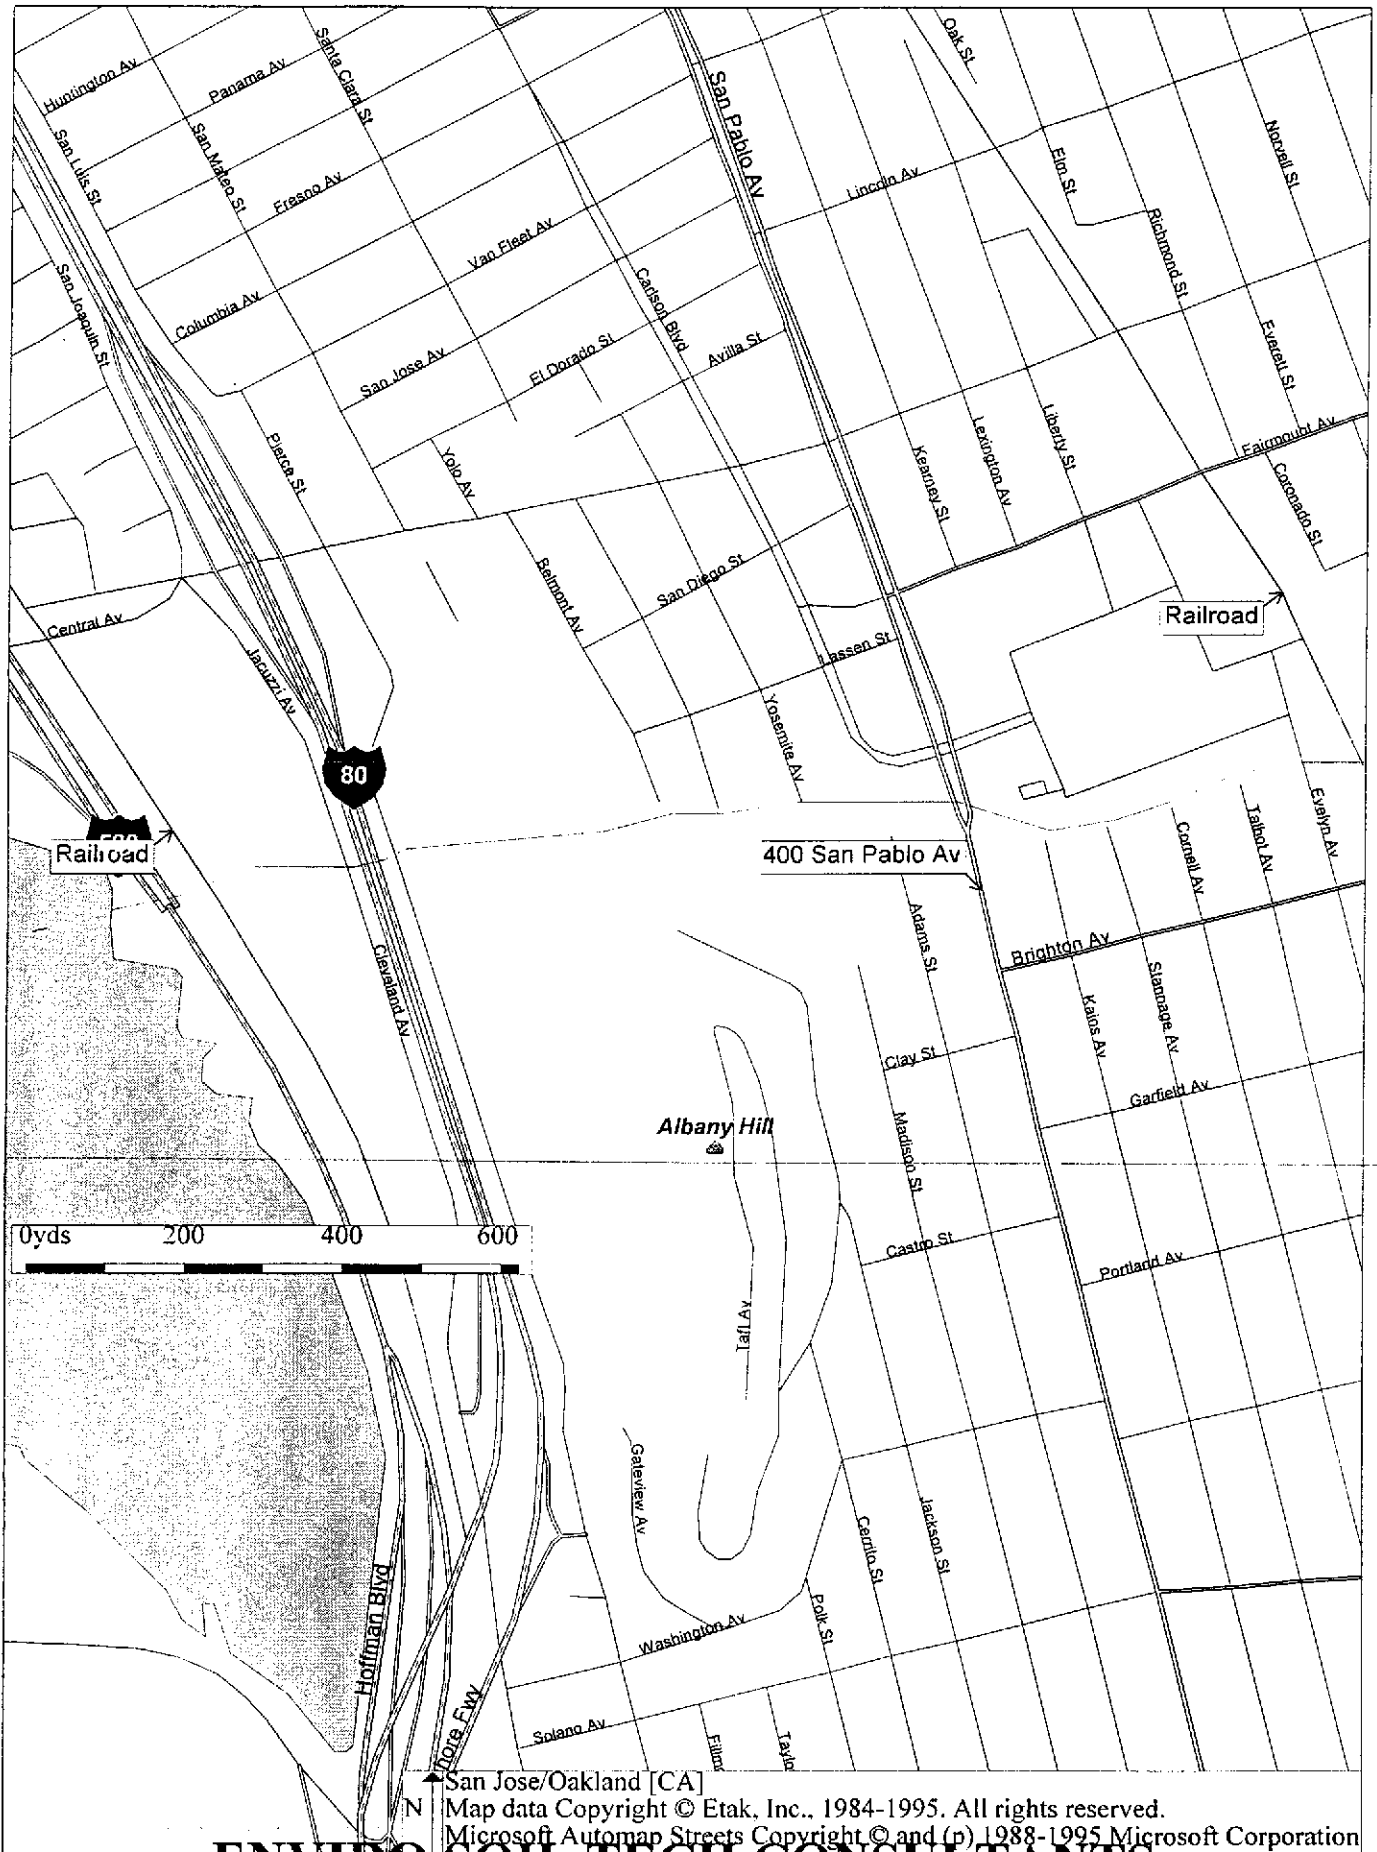 Oak St
Santa Clara St
Huntington Av
Panama Av
San Pablo Av
San Luis St
San Mateo St
Norvell St
Elm St
Lincoln Av
Fresno Av
Richmond St
Van Fleet Av
San Joaquin St
Carlson Blvd
Columbia Av
Everett St
Avilla St
El Dorado St
San Jose Av
Liberty St
Lexington Av
Fairmount Av
Kearney St
Pierce St
Yolo Av
Coronado St
Belmont Av
San Diego St
Railroad
Central Av
Lassen St
Jacuzzi Av
Yosemite Av
80
Evelyn Av
Talbot Av
Cornell Av
Railroad
400 San Pablo Av
Adams St
Brighton Av
Cleveland Av
Stannage Av
Kains Av
Clay St
Garfield Av
Albany Hill
Madison St
0yds 200 400 600
Castro St
Portland Av
Taft Av
Gateview Av
Jackson St
Cerrito St
Hoffman Blvd
Polk St
Washington Av
hore Fwy
Solano Av
Fillm
Taylo
San Jose/Oakland [CA]
N
Map data Copyright © Etak, Inc., 1984-1995. All rights reserved.
Microsoft Automap Streets Copyright © and (p) 1988-1995 Microsoft Corporation
ENVIRO SOIL TECH CONSULTANTS